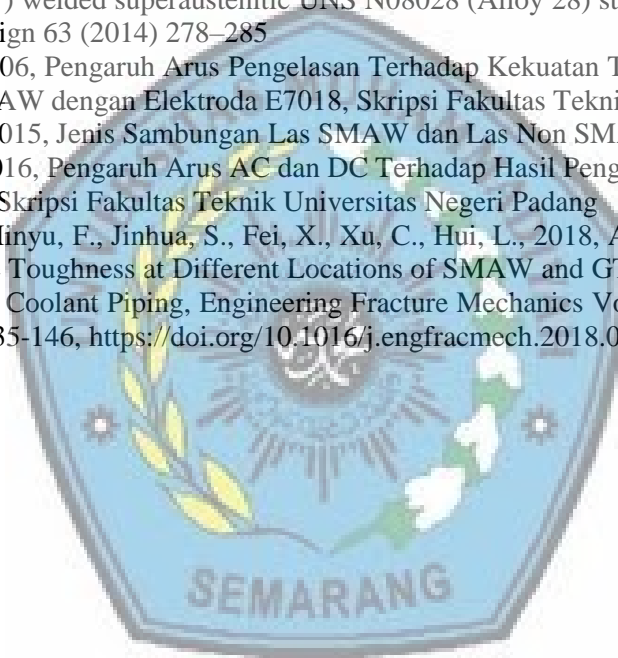 ) welded superaustenitic UNS N08028 (Alloy 28) st
ign 63 (2014) 278–285
06, Pengaruh Arus Pengelasan Terhadap Kekuatan T
AW dengan Elektroda E7018, Skripsi Fakultas Tekni
015, Jenis Sambungan Las SMAW dan Las Non SMA
016, Pengaruh Arus AC dan DC Terhadap Hasil Peng
Skripsi Fakultas Teknik Universitas Negeri Padang
inyu, F., Jinhua, S., Fei, X., Xu, C., Hui, L., 2018, A
Toughness at Different Locations of SMAW and GT
Coolant Piping, Engineering Fracture Mechanics Vo
35-146, https://doi.org/10.1016/j.engfracmech.2018.0
SEMARANG